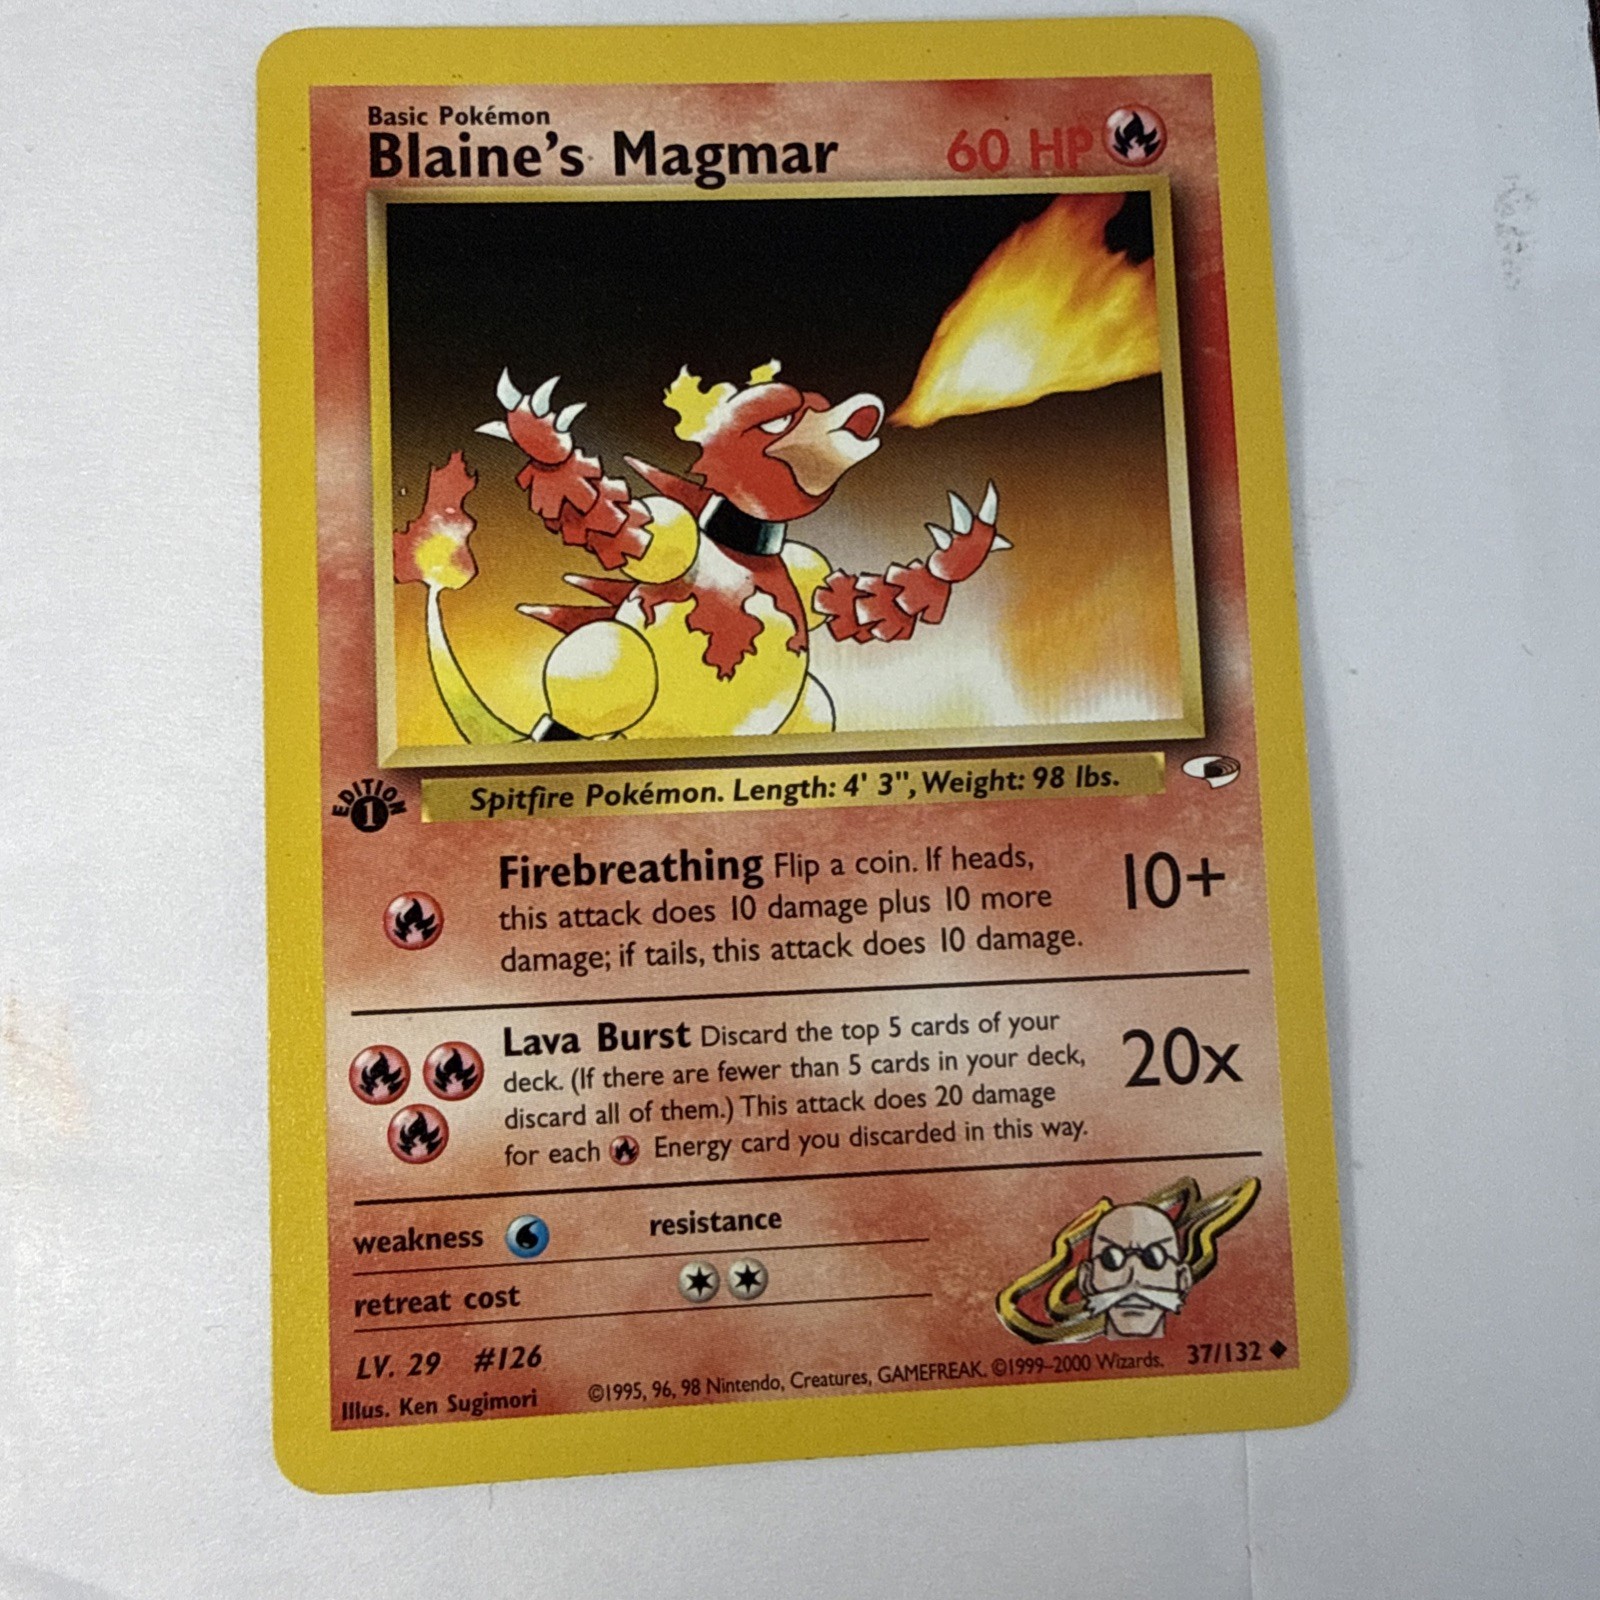 Basic Pokémon
Blaine's Magmar 60 HP
EDITION
1
Spitfire Pokémon. Length: 4' 3", Weight: 98 lbs.
Firebreathing Flip a coin. If heads,
this attack does 10 damage plus 10 more
damage; if tails, this attack does 10 damage.
10+
Lava Burst Discard the top 5 cards of your
deck. (If there are fewer than 5 cards in your deck,
discard all of them.) This attack does 20 damage
for each Energy card you discarded in this way.
20x
weakness resistance
retreat cost
LV. 29 #126
Illus. Ken Sugimori ©1995, 96, 98 Nintendo, Creatures, GAMEFREAK. ©1999–2000 Wizards. 37/132